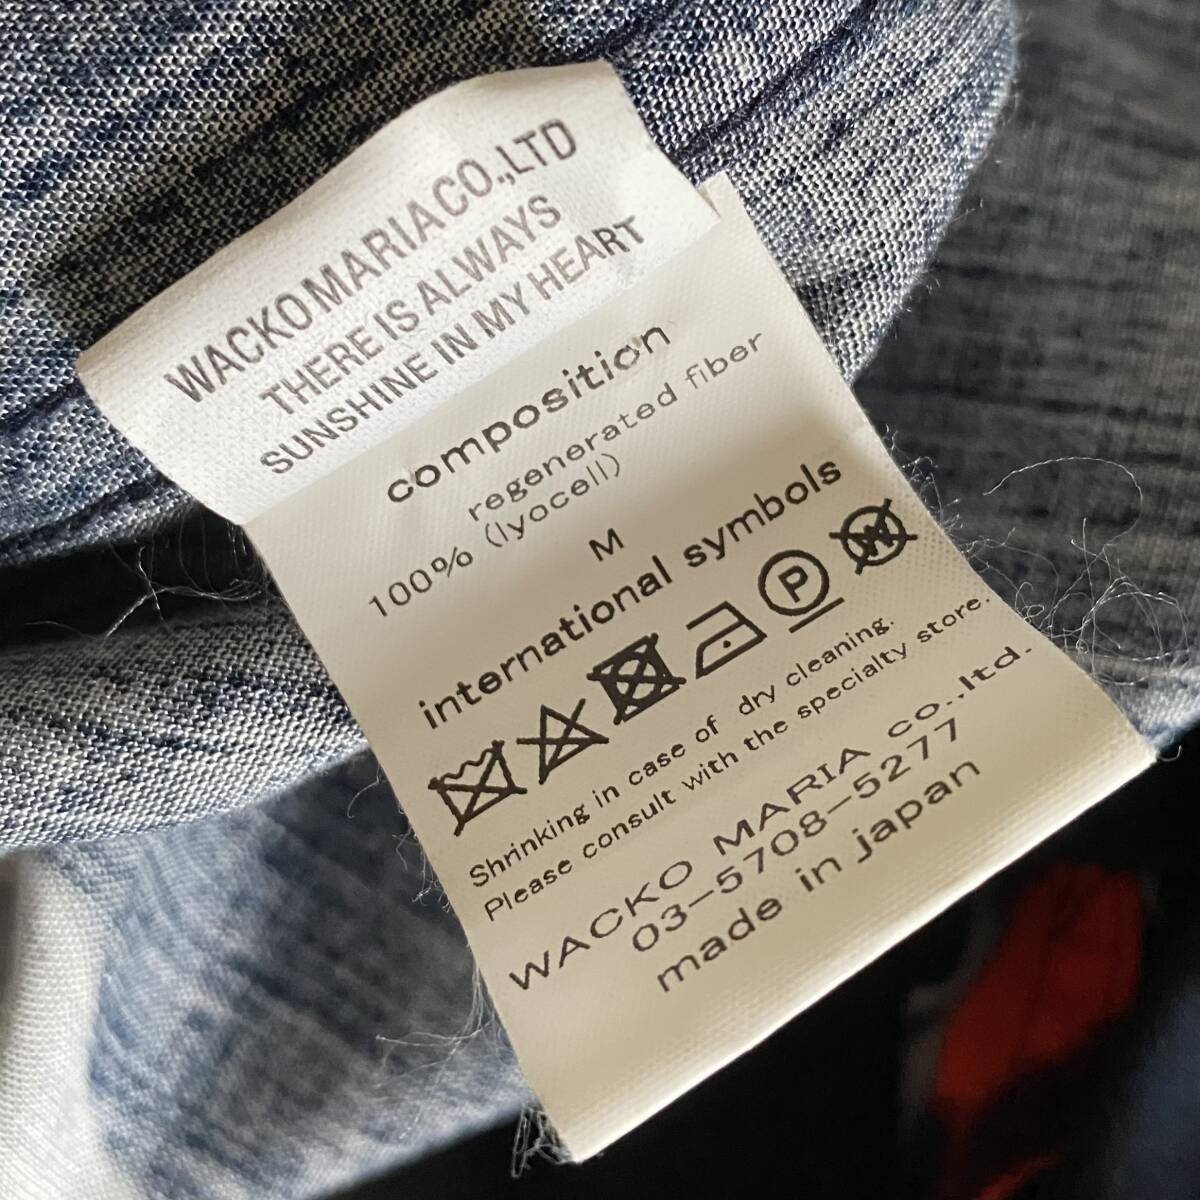 WACKOMARIA CO.,LTD
THERE IS ALWAYS
SUNSHINE IN MY HEART
composition
regenerated fiber
100% (lyocell)
M
international symbols
P W
Shrinking in case of dry cleaning.
Please consult with the specialty store.
WACKO MARIA co.,ltd.
03-5708-5277
made in japan